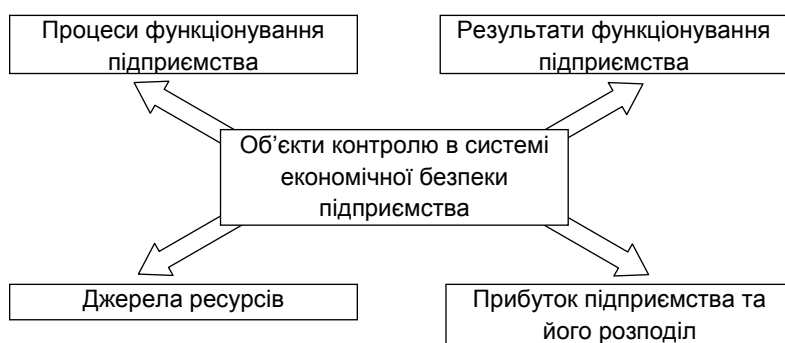 Процеси функціонування
підприємства
Результати функціонування
підприємства
Об’єкти контролю в системі
економічної безпеки
підприємства
Джерела ресурсів
Прибуток підприємства та
його розподіл